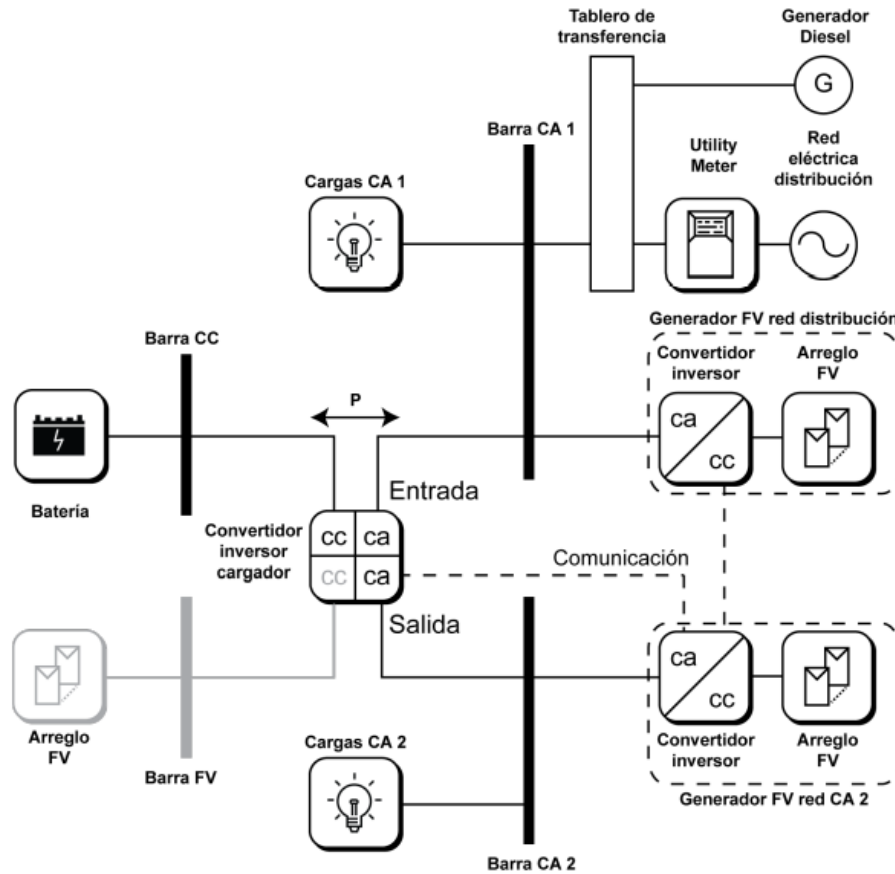 Tablero de
transferencia
Generador
Diesel
G
Barra CA 1
Utility
Meter
Red
eléctrica
distribución
Cargas CA 1
Generador FV red distribución
Barra CC
Convertidor
inversor
Arreglo
FV
P
ca
cc
Entrada
Batería
Convertidor
inversor
cargador
cc
ca
cc
ca
Comunicación
Salida
ca
cc
Arreglo
FV
Barra FV
Cargas CA 2
Convertidor
inversor
Arreglo
FV
Generador FV red CA 2
Barra CA 2